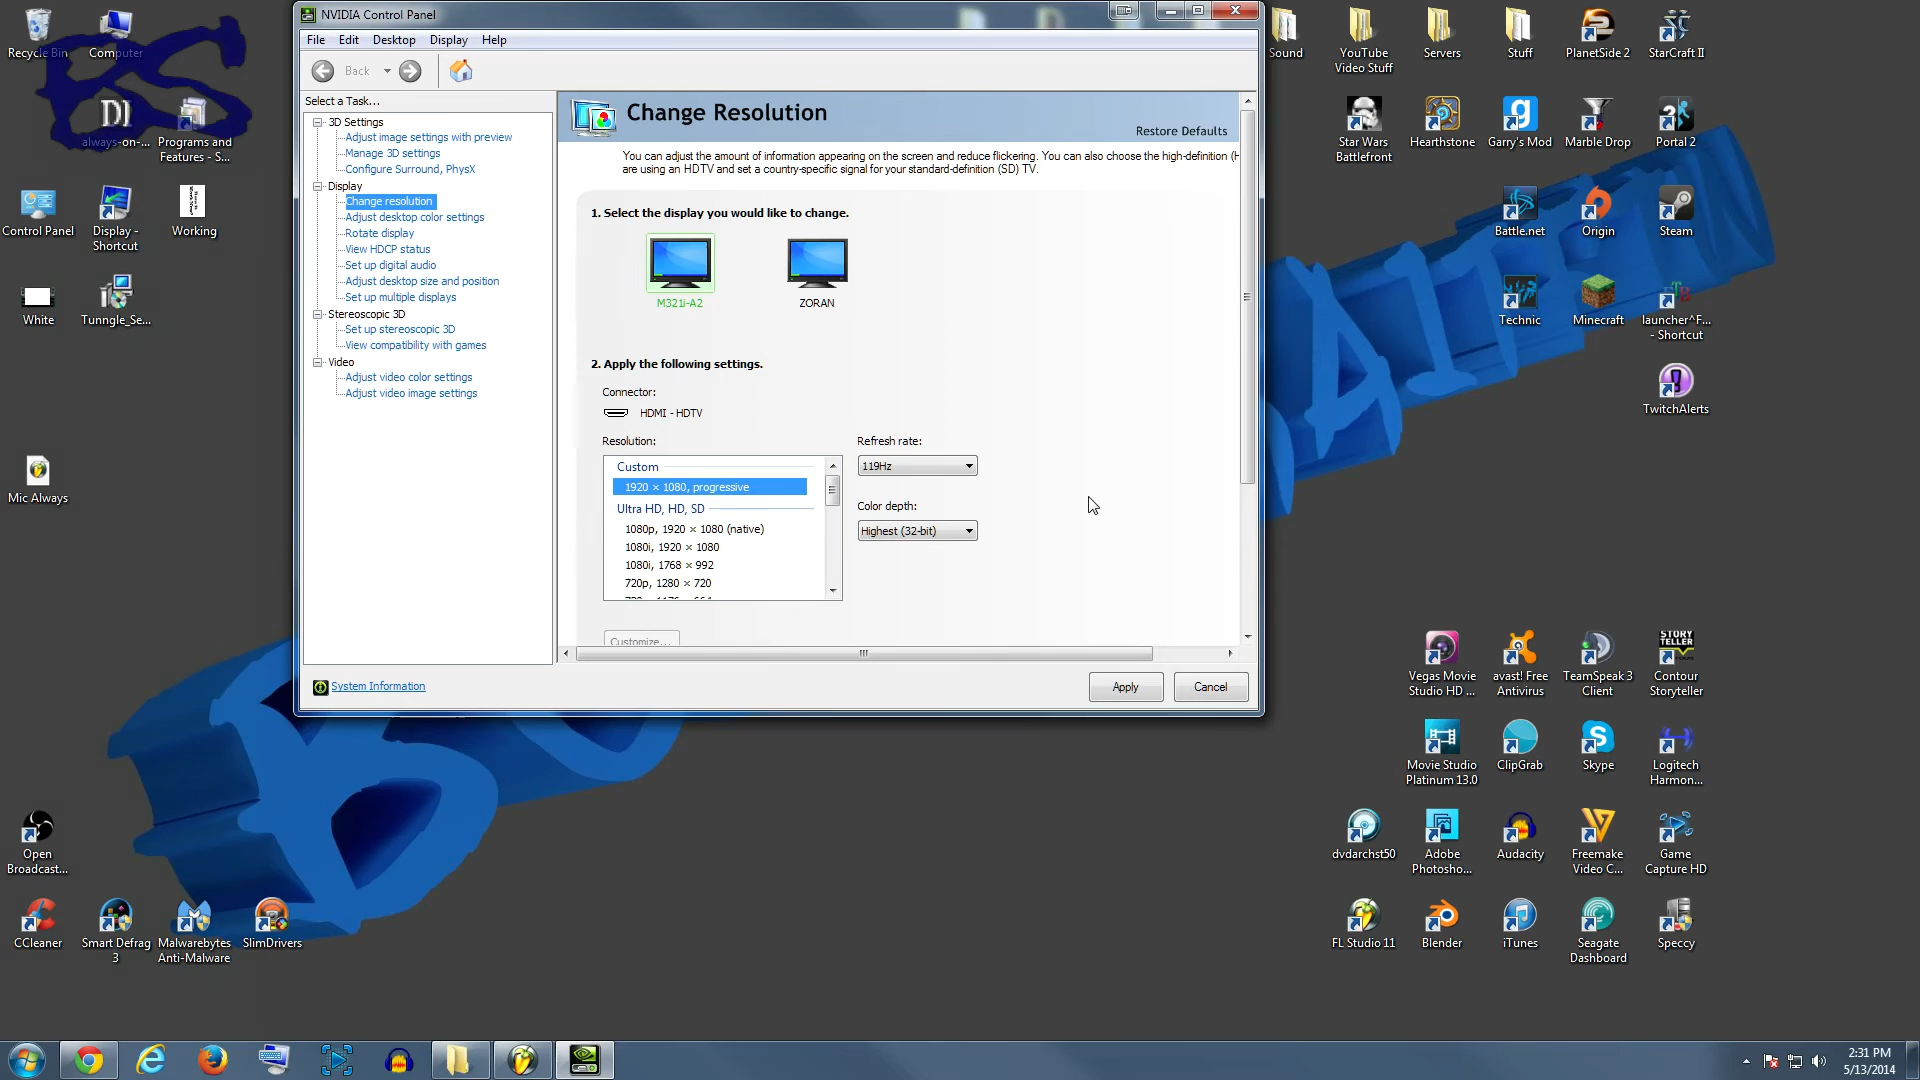 NVIDIA Control Panel
File Edit Desktop Display Help
Back
Select a Task...
3D Settings
Adjust image settings with preview
Manage 3D settings
Configure Surround, PhysX
Display
Change resolution
Adjust desktop color settings
Rotate display
View HDCP status
Set up digital audio
Adjust desktop size and position
Set up multiple displays
Stereoscopic 3D
Set up stereoscopic 3D
View compatibility with games
Video
Adjust video color settings
Adjust video image settings
System Information
Change Resolution
Restore Defaults
You can adjust the amount of information appearing on the screen and reduce flickering. You can also choose the high-definition (H
are using an HDTV and set a country-specific signal for your standard-definition (SD) TV.
1. Select the display you would like to change.
M321i-A2
ZORAN
2. Apply the following settings.
Connector:
HDMI - HDTV
Resolution:
Custom
1920 × 1080, progressive
Ultra HD, HD, SD
1080p, 1920 × 1080 (native)
1080i, 1920 × 1080
1080i, 1768 × 992
720p, 1280 × 720
Refresh rate:
119Hz
Color depth:
Highest (32-bit)
Customize...
Apply
Cancel
Recycle Bin
Computer
DI
always-on-...
Programs and
Features - S...
Control Panel
Display -
Shortcut
Working
White
Tunngle_Se...
Mic Always
Open
Broadcast...
CCleaner
Smart Defrag
3
Malwarebytes
Anti-Malware
SlimDrivers
Sound
YouTube
Video Stuff
Servers
Stuff
PlanetSide 2
StarCraft II
Star Wars
Battlefront
Hearthstone
Garry's Mod
Marble Drop
Portal 2
Battle.net
Origin
Steam
Technic
Minecraft
launcher^F...
- Shortcut
TwitchAlerts
Vegas Movie
Studio HD ...
avast! Free
Antivirus
TeamSpeak 3
Client
STORY
TELLER
Contour
Storyteller
Movie Studio
Platinum 13.0
ClipGrab
Skype
Logitech
Harmon...
dvdarchst50
Adobe
Photosho...
Audacity
Freemake
Video C...
Game
Capture HD
FL Studio 11
Blender
iTunes
Seagate
Dashboard
Speccy
2:31 PM
5/13/2014